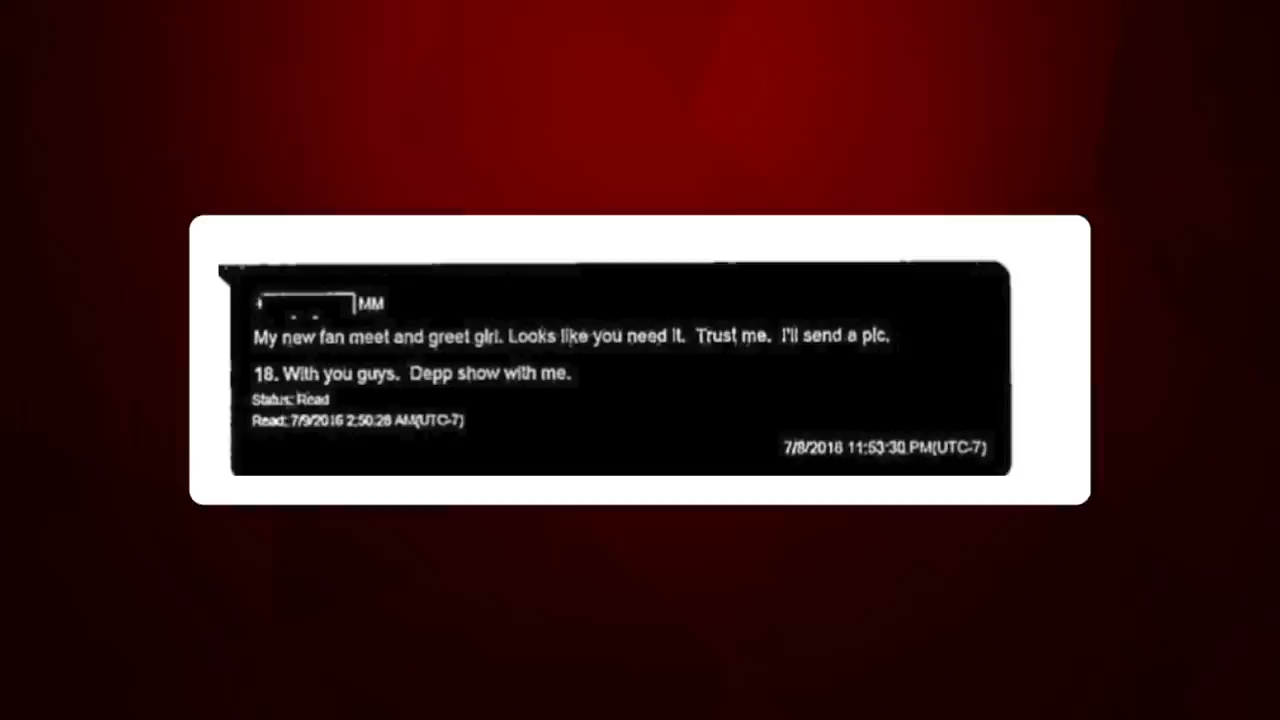 MM
My new fan meet and greet girl. Looks like you need it. Trust me. I'll send a pic.
18. With you guys. Depp show with me.
Status: Read
Read: 7/9/2016 2:50:28 AM(UTC-7)
7/8/2016 11:53:30 PM(UTC-7)